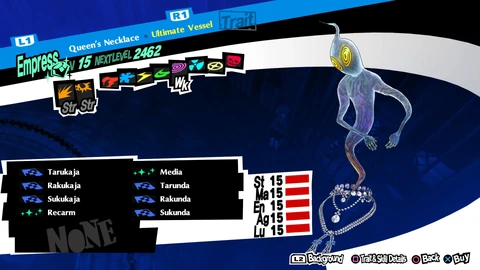 L1 R1 Trait
Queen's Necklace • Ultimate Vessel
Empress LV 15 NEXT LEVEL 2462
Wk
Str Str
Tarukaja Media
Rakukaja Tarunda
Sukukaja Rakunda
Recarm Sukunda
NONE
St 15
Ma 15
En 15
Ag 15
Lu 15
L2 Background Trait & Skill Details Back Buy